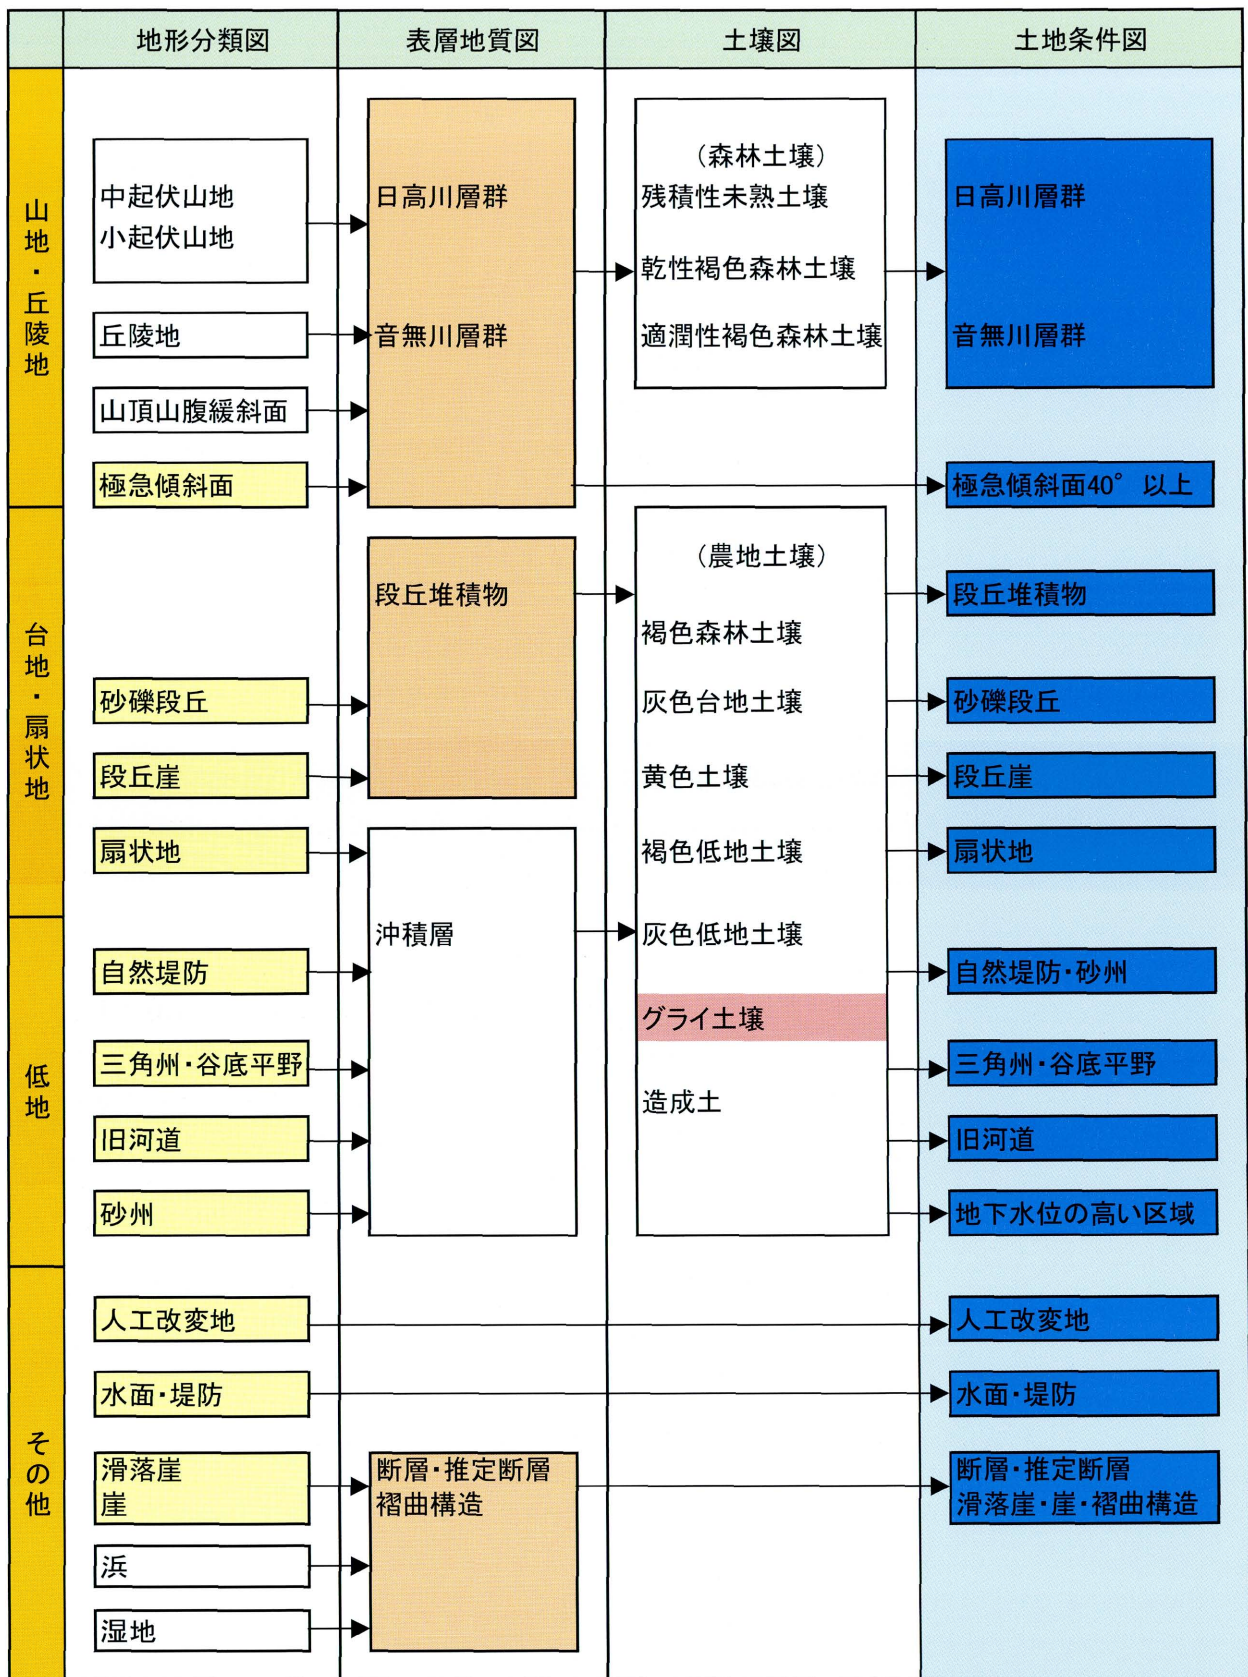 地形分類図
表層地質図
土壌図
土地条件図
山地・丘陵地
中起伏山地
小起伏山地
丘陵地
山頂山腹緩斜面
極急傾斜面
日高川層群
音無川層群
（森林土壌）
残積性未熟土壌
乾性褐色森林土壌
適潤性褐色森林土壌
日高川層群
音無川層群
極急傾斜面40°以上
台地・扇状地
砂礫段丘
段丘崖
扇状地
段丘堆積物
（農地土壌）
褐色森林土壌
灰色台地土壌
黄色土壌
褐色低地土壌
灰色低地土壌
グライ土壌
造成土
段丘堆積物
砂礫段丘
段丘崖
扇状地
低地
自然堤防
三角州・谷底平野
旧河道
砂州
沖積層
自然堤防・砂州
三角州・谷底平野
旧河道
地下水位の高い区域
その他
人工改変地
水面・堤防
滑落崖
崖
浜
湿地
断層・推定断層
褶曲構造
人工改変地
水面・堤防
断層・推定断層
滑落崖・崖・褶曲構造